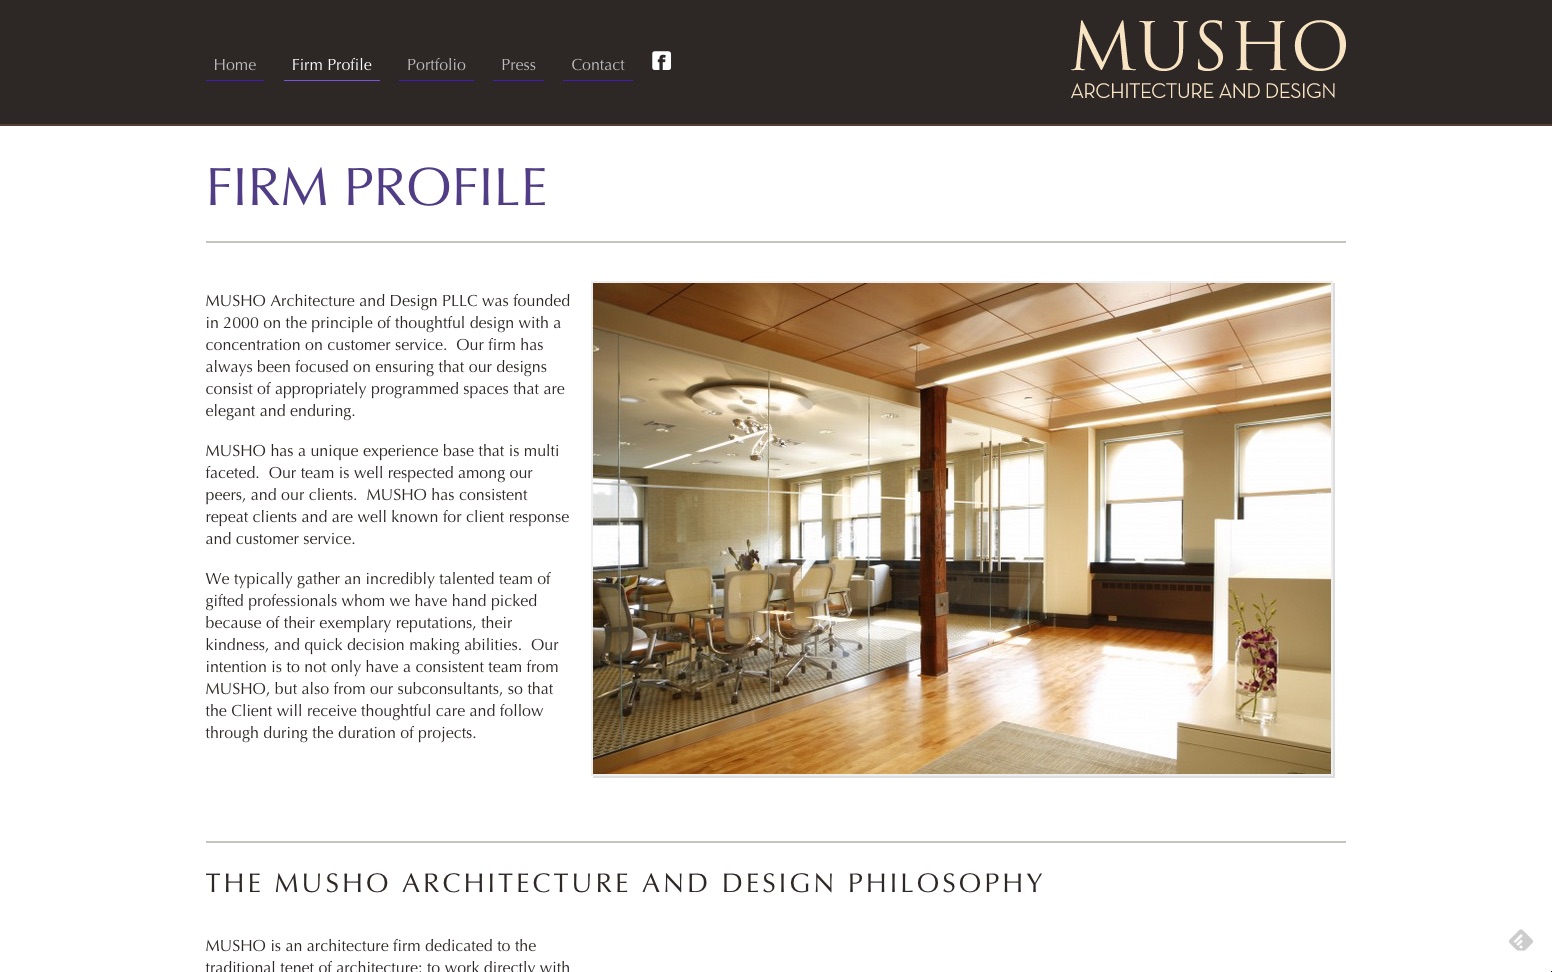 Home Firm Profile Portfolio Press Contact
MUSHO
ARCHITECTURE AND DESIGN
FIRM PROFILE
MUSHO Architecture and Design PLLC was founded
in 2000 on the principle of thoughtful design with a
concentration on customer service.  Our firm has
always been focused on ensuring that our designs
consist of appropriately programmed spaces that are
elegant and enduring.
MUSHO has a unique experience base that is multi
faceted.  Our team is well respected among our
peers, and our clients.  MUSHO has consistent
repeat clients and are well known for client response
and customer service.
We typically gather an incredibly talented team of
gifted professionals whom we have hand picked
because of their exemplary reputations, their
kindness, and quick decision making abilities.  Our
intention is to not only have a consistent team from
MUSHO, but also from our subconsultants, so that
the Client will receive thoughtful care and follow
through during the duration of projects.
THE MUSHO ARCHITECTURE AND DESIGN PHILOSOPHY
MUSHO is an architecture firm dedicated to the
traditional tenet of architecture: to work directly with